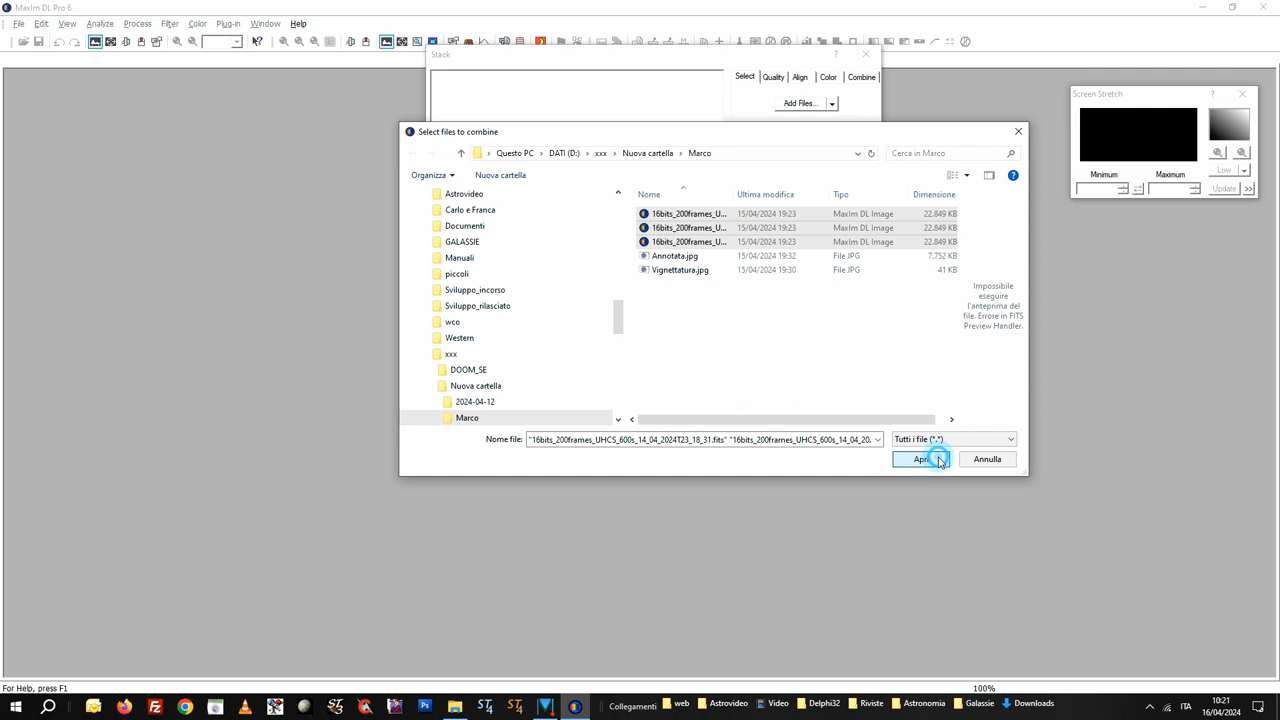 MaxIm DL Pro 6
File Edit View Analyze Process Filter Color Plug-in Window Help
Stack
Select Quality Align Color Combine
Add Files...
Screen Stretch
Low
Minimum Maximum
Update >>
Select files to combine
Questo PC > DATI (D:) > xxx > Nuova cartella > Marco
Cerca in Marco
Organizza Nuova cartella
Nome Ultima modifica Tipo Dimensione
Astrovideo
Carlo e Franca
Documenti
GALASSIE
Manuali
piccoli
Sviluppo_incorso
Sviluppo_rilasciato
wco
Western
xxx
DOOM_SE
Nuova cartella
2024-04-12
Marco
16bits_200frames_U... 15/04/2024 19:23 MaxIm DL Image 22.849 KB
16bits_200frames_U... 15/04/2024 19:23 MaxIm DL Image 22.849 KB
16bits_200frames_U... 15/04/2024 19:23 MaxIm DL Image 22.849 KB
Annotata.jpg 15/04/2024 19:32 File JPG 7.752 KB
Vignettatura.jpg 15/04/2024 19:30 File JPG 41 KB
Impossibile
eseguire
l'anteprima del
file. Errore in FITS
Preview Handler.
Nome file: "16bits_200frames_UHCS_600s_14_04_2024T23_18_31.fits" "16bits_200frames_UHCS_600s_14_04_202 Tutti i file (*.*)
Apri Annulla
For Help, press F1 100%
Collegamenti web Astrovideo Video Delphi32 Riviste Astronomia Galassie Downloads
ITA
10:21
16/04/2024